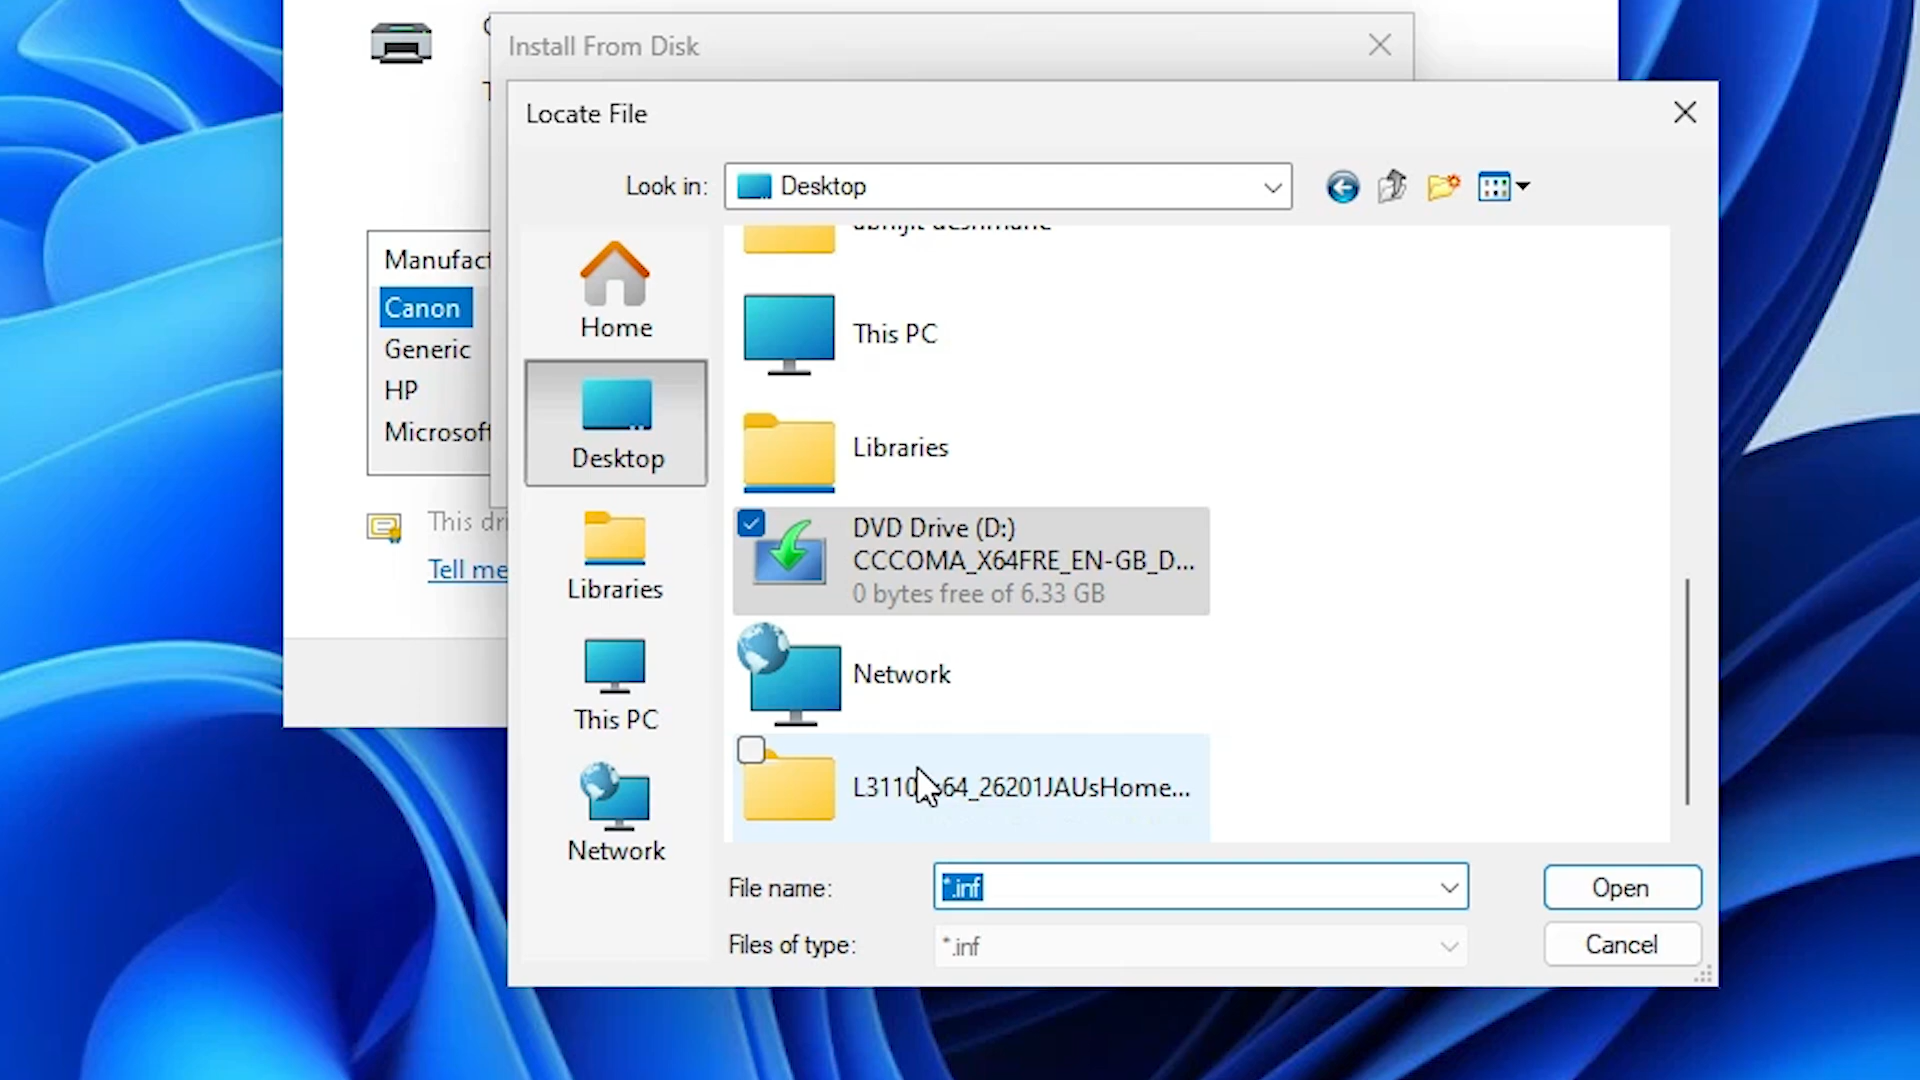 Install From Disk
Locate File
Look in:
Desktop
Manufact
Canon
Generic
HP
Microsoft
This dri
Tell me
Home
Desktop
Libraries
This PC
Network
This PC
Libraries
DVD Drive (D:)
CCCOMA_X64FRE_EN-GB_D...
0 bytes free of 6.33 GB
Network
File name:
*.inf
Open
Files of type:
*.inf
Cancel